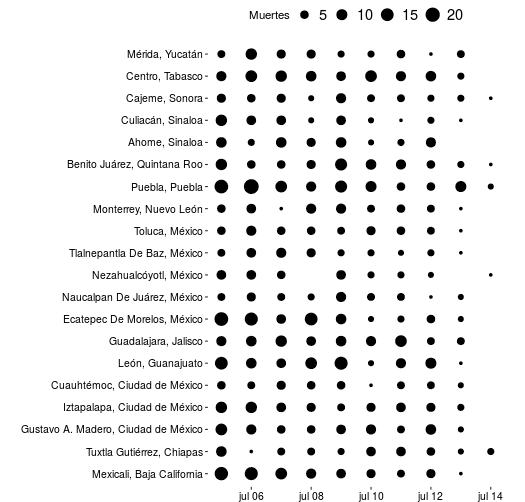 Muertes 5 10 15 20
Mérida, Yucatán
Centro, Tabasco
Cajeme, Sonora
Culiacán, Sinaloa
Ahome, Sinaloa
Benito Juárez, Quintana Roo
Puebla, Puebla
Monterrey, Nuevo León
Toluca, México
Tlalnepantla De Baz, México
Nezahualcóyotl, México
Naucalpan De Juárez, México
Ecatepec De Morelos, México
Guadalajara, Jalisco
León, Guanajuato
Cuauhtémoc, Ciudad de México
Iztapalapa, Ciudad de México
Gustavo A. Madero, Ciudad de México
Tuxtla Gutiérrez, Chiapas
Mexicali, Baja California
jul 06 jul 08 jul 10 jul 12 jul 14